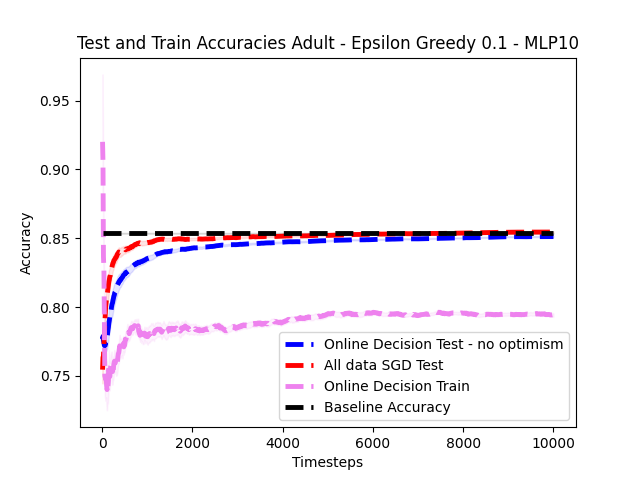 Test and Train Accuracies Adult - Epsilon Greedy 0.1 - MLP10
0.95
0.90
0.85
0.80
0.75
Accuracy
Online Decision Test - no optimism
All data SGD Test
Online Decision Train
Baseline Accuracy
0 2000 4000 6000 8000 10000
Timesteps